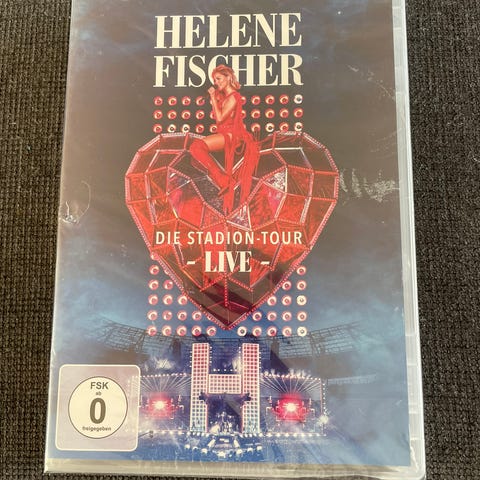 HELENE
FISCHER
DIE STADION-TOUR
- LIVE -
H
FSK
ab
0
freigegeben